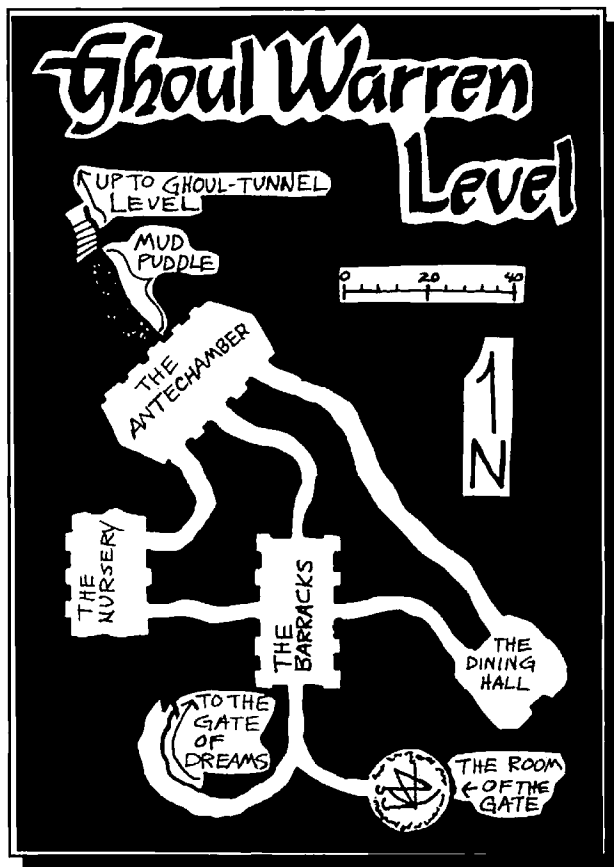 Ghoul Warren
Level
UP TO GHOUL-TUNNEL
LEVEL
MUD
PUDDLE
0 20 40
THE
ANTECHAMBER
N
THE
NURSERY
THE
BARRACKS
THE
DINING
HALL
TO THE
GATE
OF
DREAMS
THE ROOM
OF THE
GATE